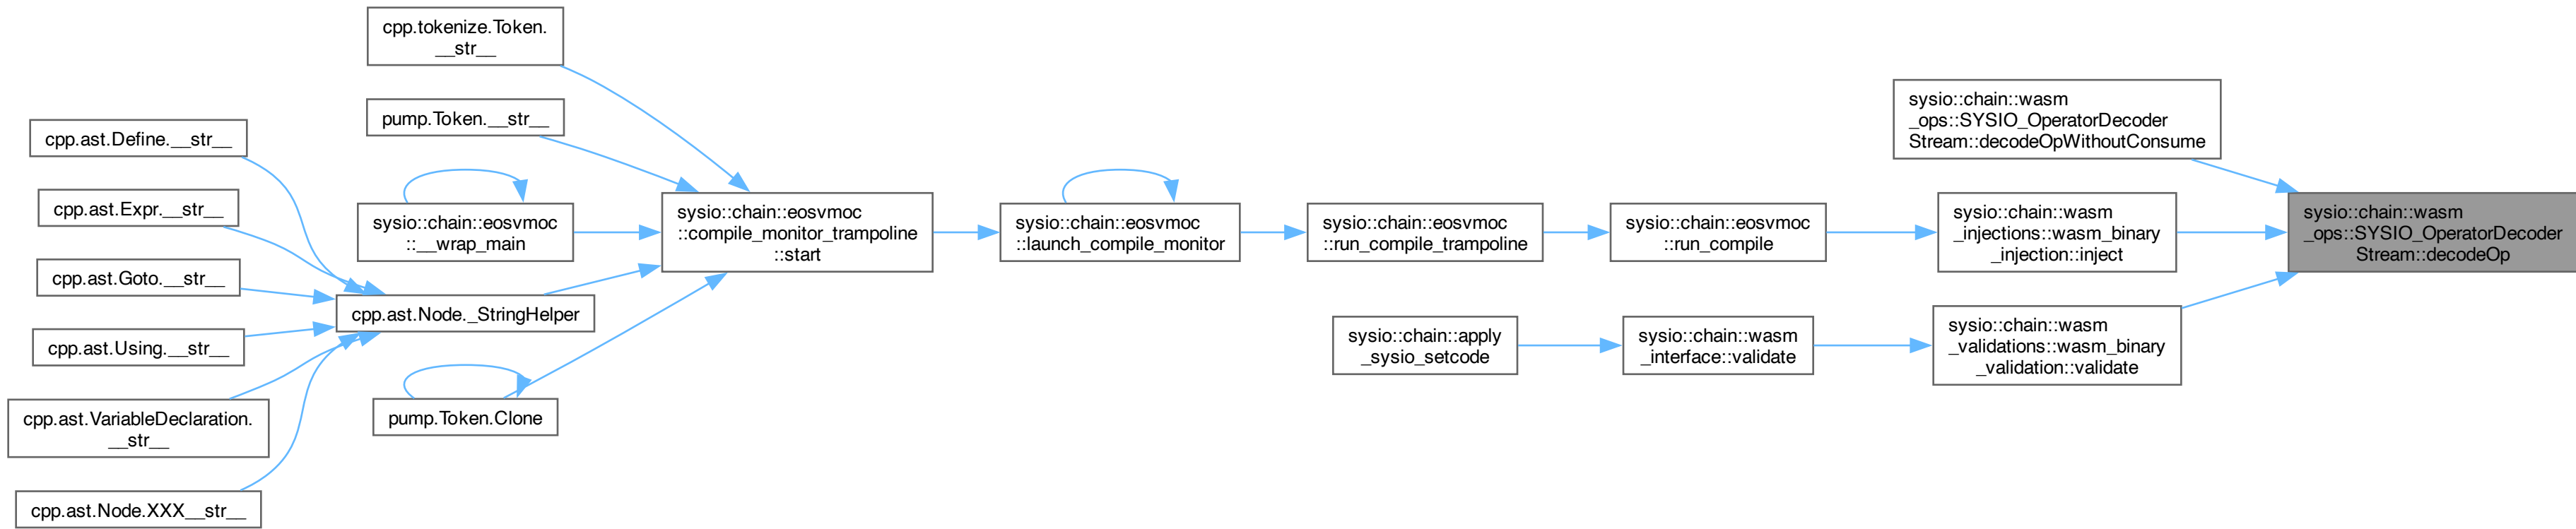 cpp.tokenize.Token.
__str__
pump.Token.__str__
cpp.ast.Define.__str__
cpp.ast.Expr.__str__
cpp.ast.Goto.__str__
cpp.ast.Using.__str__
cpp.ast.VariableDeclaration.
__str__
cpp.ast.Node.XXX__str__
sysio::chain::eosvmoc
::__wrap_main
cpp.ast.Node._StringHelper
pump.Token.Clone
sysio::chain::eosvmoc
::compile_monitor_trampoline
::start
sysio::chain::eosvmoc
::launch_compile_monitor
sysio::chain::eosvmoc
::run_compile_trampoline
sysio::chain::eosvmoc
::run_compile
sysio::chain::apply
_sysio_setcode
sysio::chain::wasm
_interface::validate
sysio::chain::wasm
_ops::SYSIO_OperatorDecoder
Stream::decodeOpWithoutConsume
sysio::chain::wasm
_injections::wasm_binary
_injection::inject
sysio::chain::wasm
_validations::wasm_binary
_validation::validate
sysio::chain::wasm
_ops::SYSIO_OperatorDecoder
Stream::decodeOp